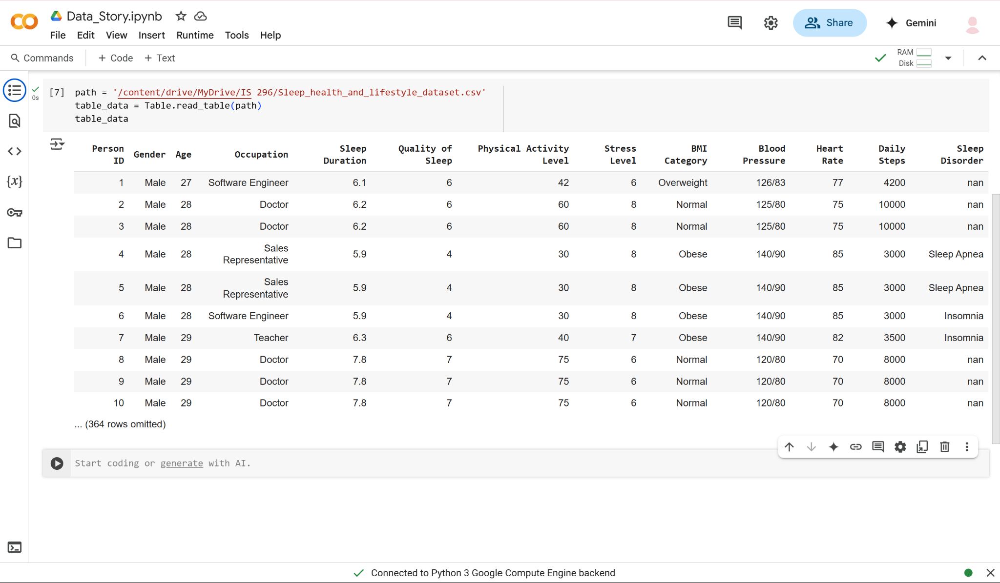 Data_Story.ipynb
File Edit View Insert Runtime Tools Help
Share
Gemini
Commands + Code + Text
RAM
Disk
0s
[7] path = '/content/drive/MyDrive/IS 296/Sleep_health_and_lifestyle_dataset.csv'
table_data = Table.read_table(path)
table_data
Person ID Gender Age Occupation Sleep Duration Quality of Sleep Physical Activity Level Stress Level BMI Category Blood Pressure Heart Rate Daily Steps Sleep Disorder
1 Male 27 Software Engineer 6.1 6 42 6 Overweight 126/83 77 4200 nan
2 Male 28 Doctor 6.2 6 60 8 Normal 125/80 75 10000 nan
3 Male 28 Doctor 6.2 6 60 8 Normal 125/80 75 10000 nan
4 Male 28 Sales Representative 5.9 4 30 8 Obese 140/90 85 3000 Sleep Apnea
5 Male 28 Sales Representative 5.9 4 30 8 Obese 140/90 85 3000 Sleep Apnea
6 Male 28 Software Engineer 5.9 4 30 8 Obese 140/90 85 3000 Insomnia
7 Male 29 Teacher 6.3 6 40 7 Obese 140/90 82 3500 Insomnia
8 Male 29 Doctor 7.8 7 75 6 Normal 120/80 70 8000 nan
9 Male 29 Doctor 7.8 7 75 6 Normal 120/80 70 8000 nan
10 Male 29 Doctor 7.8 7 75 6 Normal 120/80 70 8000 nan
... (364 rows omitted)
Start coding or generate with AI.
Connected to Python 3 Google Compute Engine backend